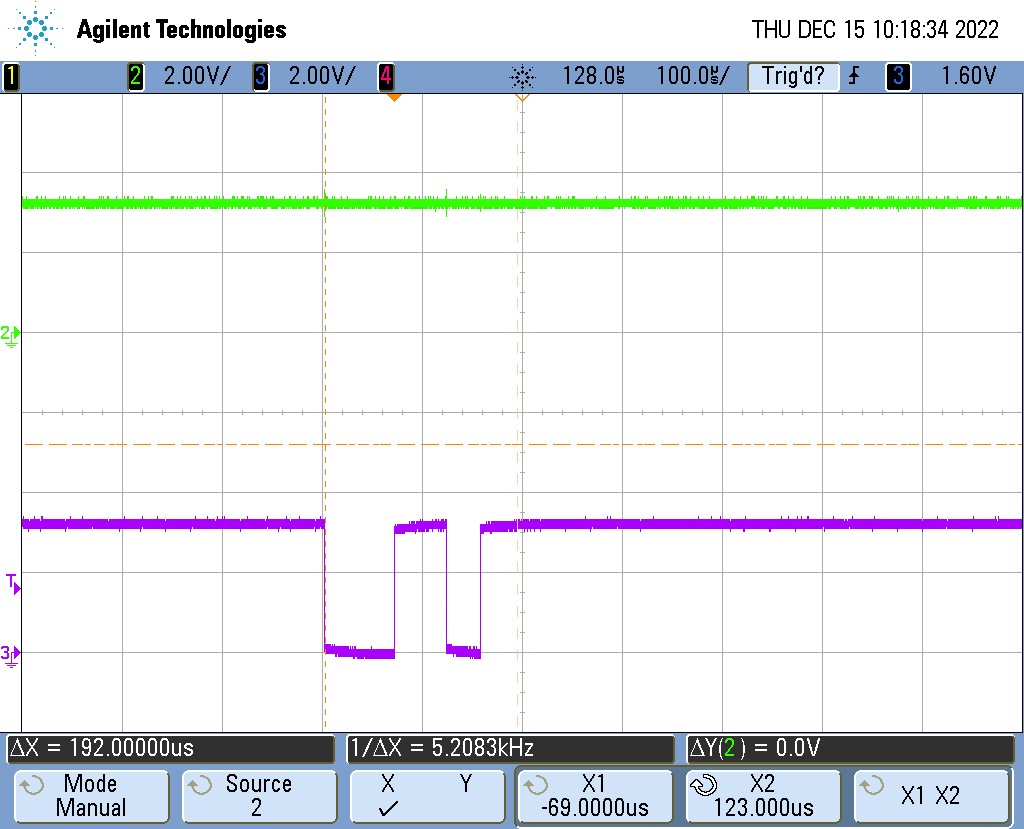 Agilent Technologies
THU DEC 15 10:18:34 2022
1 2 2.00V/ 3 2.00V/ 4 128.0us 100.0us/ Trig'd? 3 1.60V
2
T
3
ΔX = 192.00000us 1/ΔX = 5.2083kHz ΔY(2) = 0.0V
Mode Source X Y X1 X2 X1 X2
Manual 2 ✓ -69.0000us 123.000us